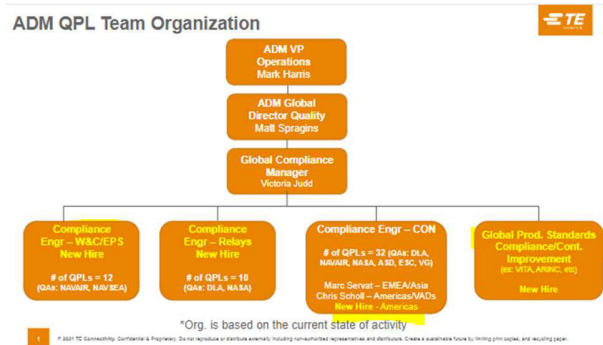 ADM QPL Team Organization
TE
ADM VP
Operations
Mark Harris
ADM Global
Director Quality
Matt Spragins
Global Compliance
Manager
Victoria Judd
Compliance
Engr – W&C/EPS
New Hire
# of QPLs = 12
(QAs: NAVAIR, NAVSEA)
Compliance
Engr – Relays
New Hire
# of QPLs = 10
(QAs: DLA, NASA)
Compliance Engr – CON
# of QPLs = 32 (QAs: DLA,
NAVAIR, NASA, ASD, ESC, VG)
Marc Servat – EMEA/Asia
Chris Scholl – Americas/VADs
New Hire - Americas
Global Prod. Standards
Compliance/Cont.
Improvement
(ex: VITA, ARINC, etc)
New Hire
*Org. is based on the current state of activity
1
© 2021 TE Connectivity. Confidential & Proprietary. Do not reproduce or distribute externally including non-authorized representatives and distributors. Create a sustainable future by limiting print copies, and recycling paper.